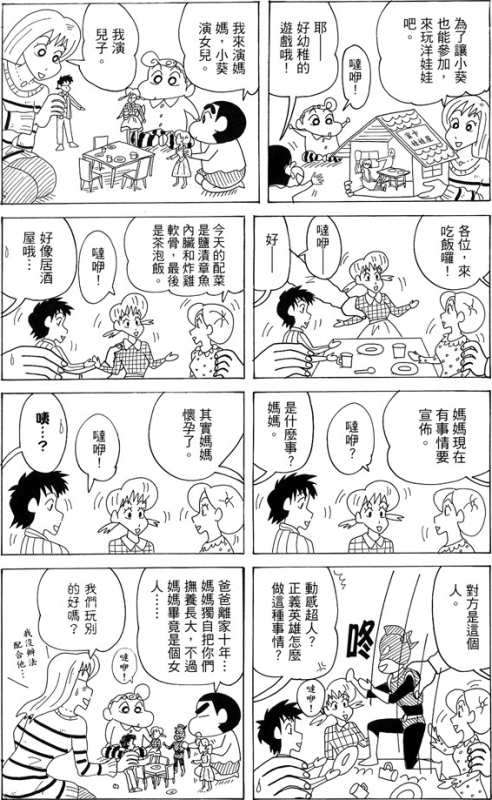 為了讓小葵
也能參加，
來玩洋娃娃
吧。
噠咿！
耶——
好幼稚的
遊戲哦！
我來演媽
媽，小葵
演女兒。
我演
兒子。
各位，來
吃飯囉！
噠咿——
好——
今天的配菜
是鹽漬章魚
內臟和炸雞
軟骨，最後
是茶泡飯。
噠咿！
好像居酒
屋哦…
媽媽現在
有事情要
宣佈。
噠咿？
是什麼事？
媽媽。
其實媽媽
懷孕了。
噠咿！
咦…？
對方是這個
人。
咚
動感超人？
正義英雄怎麼
做這種事情？
噠咿！
爸爸離家十年…
媽媽獨自把你們
撫養長大，不過
媽媽畢竟是個女
人……
噠咿！
我們玩別
的好嗎？
我沒辦法
配合他…